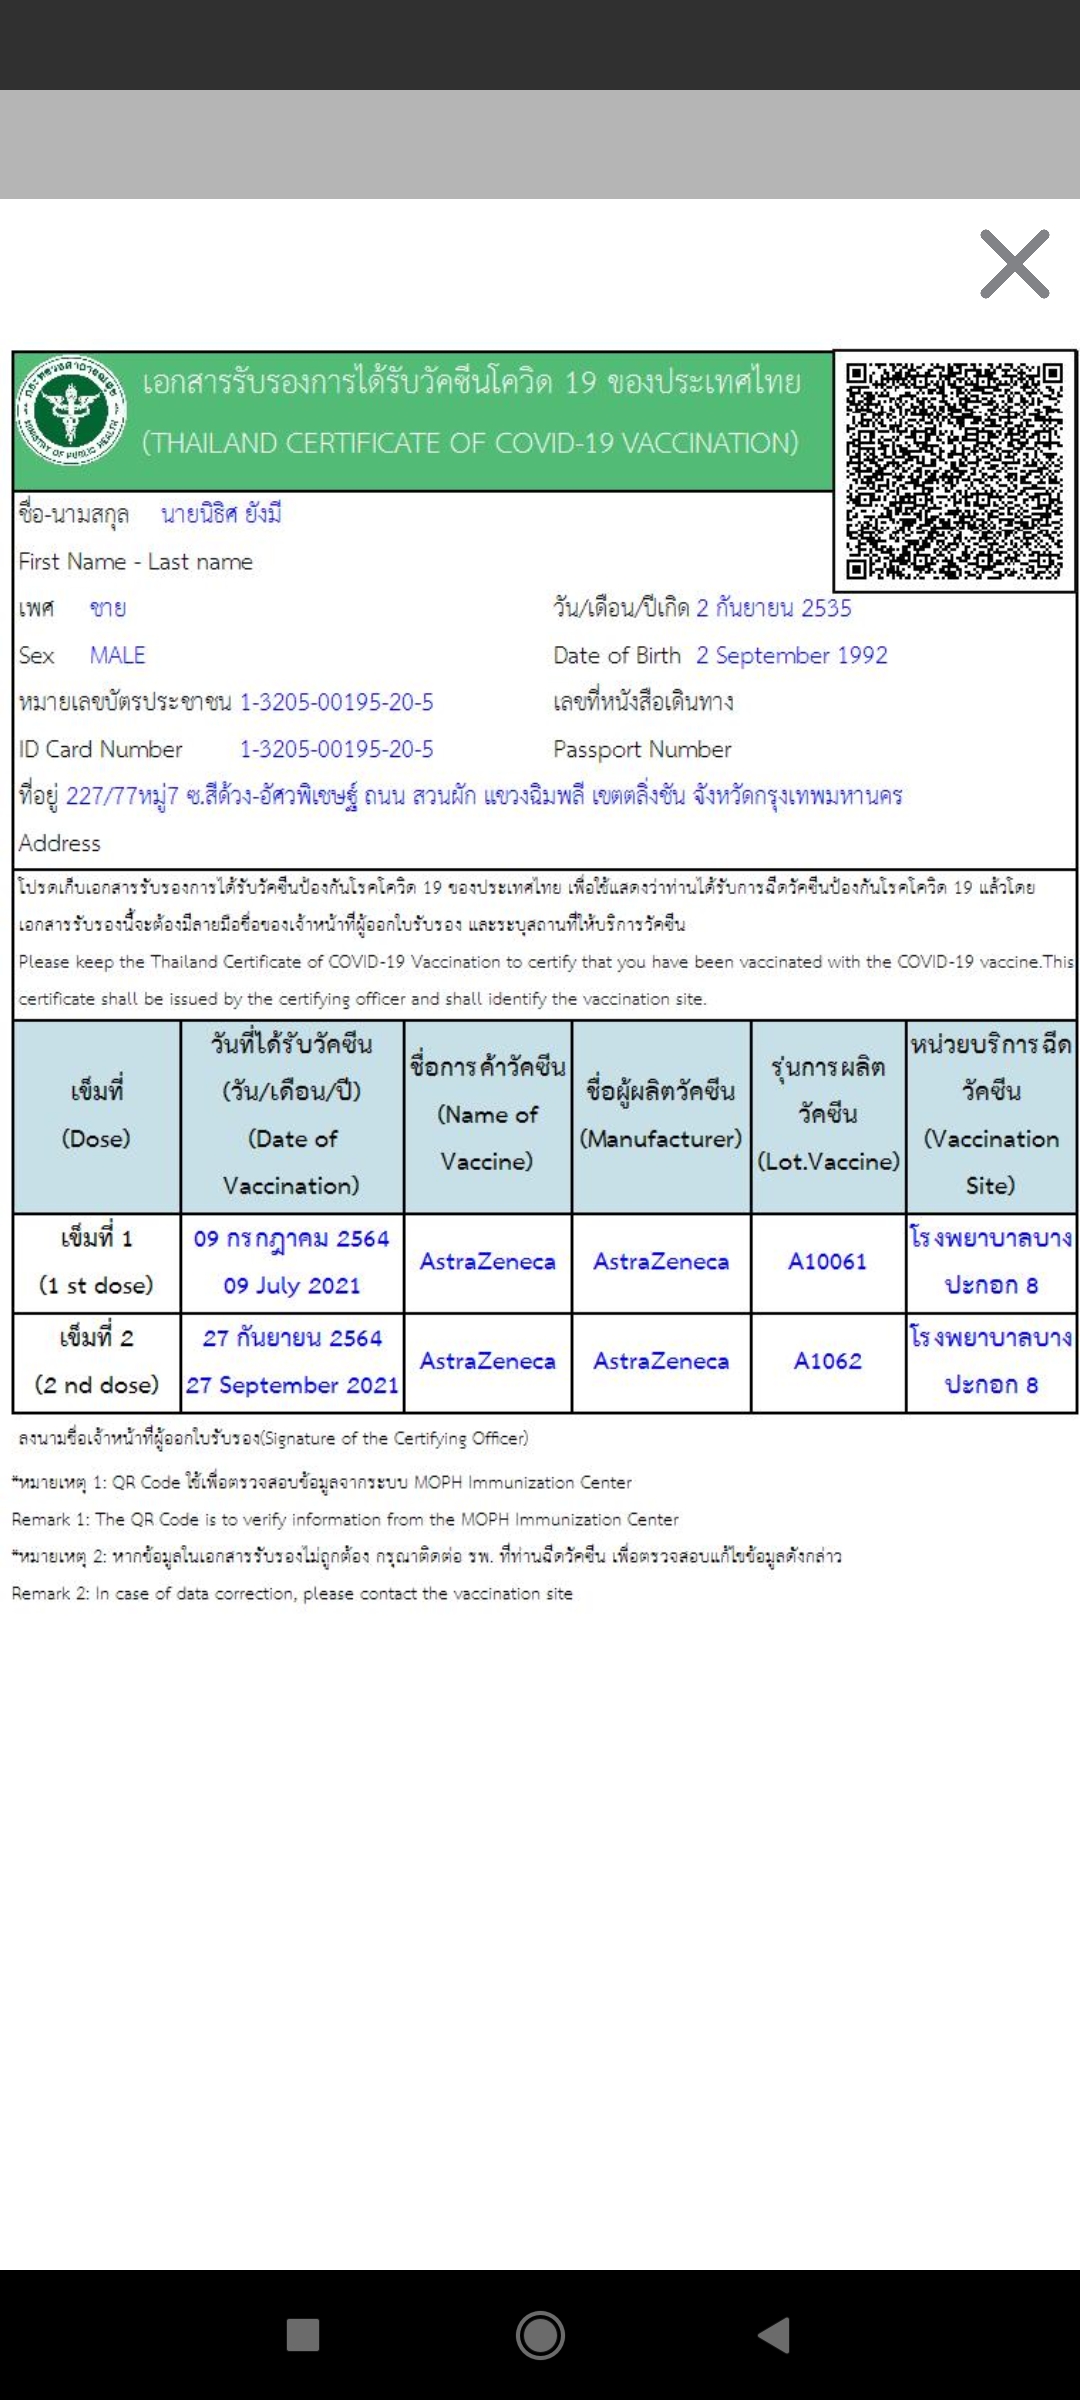 กระทรวงสาธารณสุข
MINISTRY OF PUBLIC HEALTH
เอกสารรับรองการได้รับวัคซีนโควิด 19 ของประเทศไทย
(THAILAND CERTIFICATE OF COVID-19 VACCINATION)
ชื่อ-นามสกุล นายนิธิศ ยังมี
First Name - Last name
เพศ ชาย วัน/เดือน/ปีเกิด 2 กันยายน 2535
Sex MALE Date of Birth 2 September 1992
หมายเลขบัตรประชาชน 1-3205-00195-20-5 เลขที่หนังสือเดินทาง
ID Card Number 1-3205-00195-20-5 Passport Number
ที่อยู่ 227/77หมู่7 ซ.สีด้วง-อัศวพิเชษฐ์ ถนน สวนผัก แขวงฉิมพลี เขตตลิ่งชัน จังหวัดกรุงเทพมหานคร
Address
โปรดเก็บเอกสารรับรองการได้รับวัคซีนป้องกันโรคโควิด 19 ของประเทศไทย เพื่อใช้แสดงว่าท่านได้รับการฉีดวัคซีนป้องกันโรคโควิด 19 แล้วโดย
เอกสารรับรองนี้จะต้องมีลายมือชื่อของเจ้าหน้าที่ผู้ออกใบรับรอง และระบุสถานที่ให้บริการวัคซีน
Please keep the Thailand Certificate of COVID-19 Vaccination to certify that you have been vaccinated with the COVID-19 vaccine.This
certificate shall be issued by the certifying officer and shall identify the vaccination site.
เข็มที่
(Dose)
วันที่ได้รับวัคซีน
(วัน/เดือน/ปี)
(Date of
Vaccination)
ชื่อการค้าวัคซีน
(Name of
Vaccine)
ชื่อผู้ผลิตวัคซีน
(Manufacturer)
รุ่นการผลิต
วัคซีน
(Lot.Vaccine)
หน่วยบริการฉีด
วัคซีน
(Vaccination
Site)
เข็มที่ 1
(1 st dose)
09 กรกฎาคม 2564
09 July 2021
AstraZeneca
AstraZeneca
A10061
โรงพยาบาลบาง
ปะกอก 8
เข็มที่ 2
(2 nd dose)
27 กันยายน 2564
27 September 2021
AstraZeneca
AstraZeneca
A1062
โรงพยาบาลบาง
ปะกอก 8
ลงนามชื่อเจ้าหน้าที่ผู้ออกใบรับรอง(Signature of the Certifying Officer)
*หมายเหตุ 1: QR Code ใช้เพื่อตรวจสอบข้อมูลจากระบบ MOPH Immunization Center
Remark 1: The QR Code is to verify information from the MOPH Immunization Center
*หมายเหตุ 2: หากข้อมูลในเอกสารรับรองไม่ถูกต้อง กรุณาติดต่อ รพ. ที่ท่านฉีดวัคซีน เพื่อตรวจสอบแก้ไขข้อมูลดังกล่าว
Remark 2: In case of data correction, please contact the vaccination site